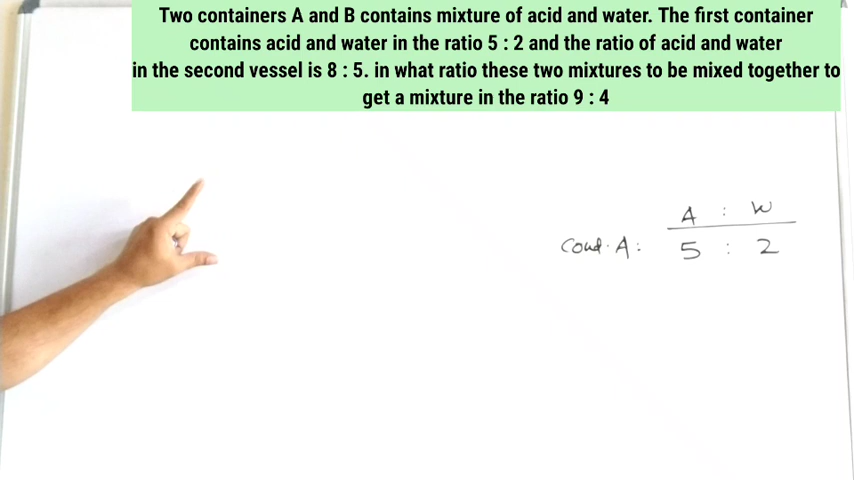 Two containers A and B contains mixture of acid and water. The first container
contains acid and water in the ratio 5 : 2 and the ratio of acid and water
in the second vessel is 8 : 5. in what ratio these two mixtures to be mixed together to
get a mixture in the ratio 9 : 4
A : W
Cont. A : 5 : 2